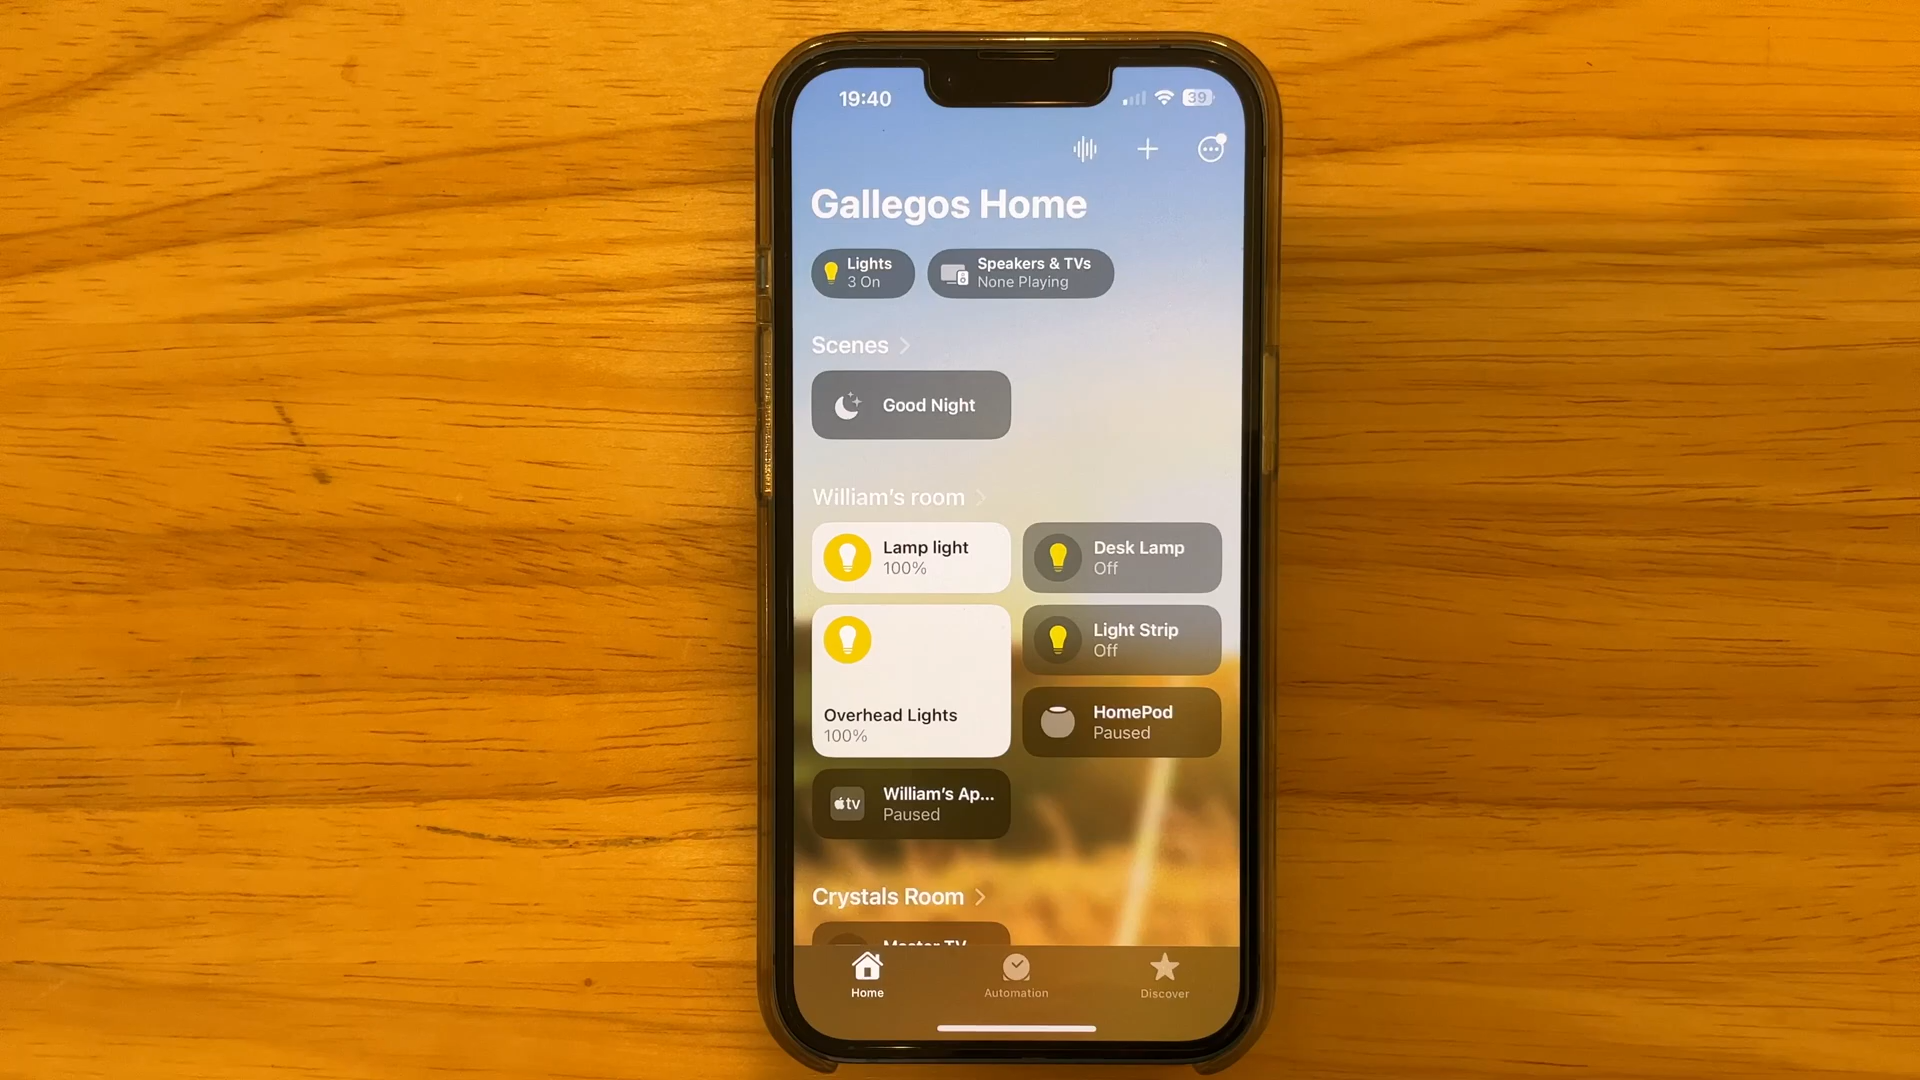 19:40
39
Gallegos Home
Lights
3 On
Speakers & TVs
None Playing
Scenes
Good Night
William's room
Lamp light
100%
Desk Lamp
Off
Overhead Lights
100%
Light Strip
Off
HomePod
Paused
tv
William's Ap...
Paused
Crystals Room
Master TV
Home
Automation
Discover